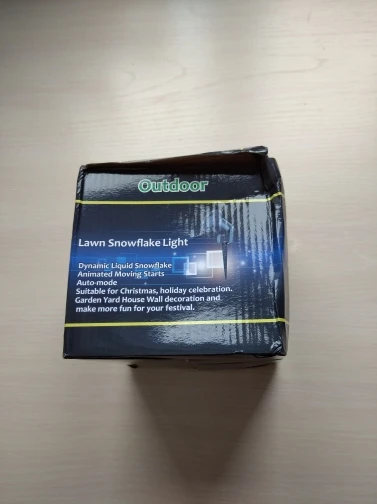 Outdoor
Lawn Snowflake Light
Dynamic Liquid Snowflake
Animated Moving Starts
Auto-mode
Suitable for Christmas, holiday celebration.
Garden Yard House Wall decoration and
make more fun for your festival.